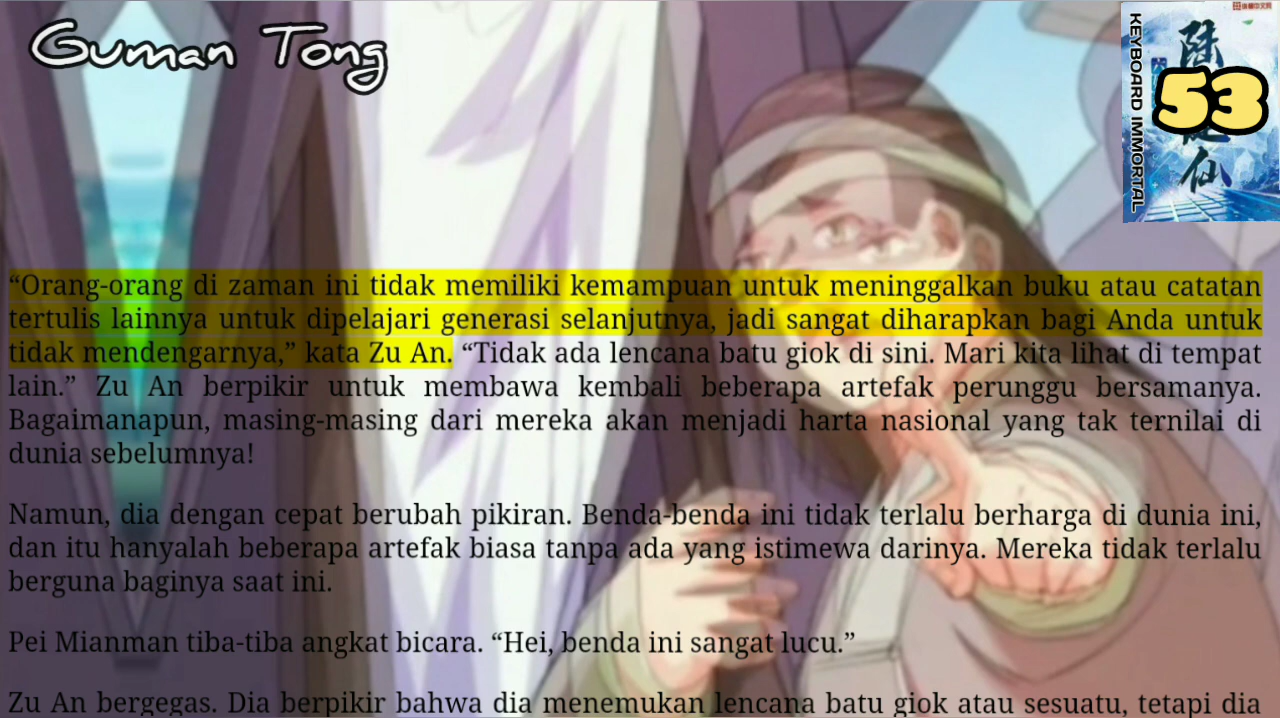 Guman Tong
KEYBOARD IMMORTAL
53
“Orang-orang di zaman ini tidak memiliki kemampuan untuk meninggalkan buku atau catatan
tertulis lainnya untuk dipelajari generasi selanjutnya, jadi sangat diharapkan bagi Anda untuk
tidak mendengarnya,” kata Zu An. “Tidak ada lencana batu giok di sini. Mari kita lihat di tempat
lain.” Zu An berpikir untuk membawa kembali beberapa artefak perunggu bersamanya.
Bagaimanapun, masing-masing dari mereka akan menjadi harta nasional yang tak ternilai di
dunia sebelumnya!
Namun, dia dengan cepat berubah pikiran. Benda-benda ini tidak terlalu berharga di dunia ini,
dan itu hanyalah beberapa artefak biasa tanpa ada yang istimewa darinya. Mereka tidak terlalu
berguna baginya saat ini.
Pei Mianman tiba-tiba angkat bicara. “Hei, benda ini sangat lucu.”
Zu An bergegas. Dia berpikir bahwa dia menemukan lencana batu giok atau sesuatu, tetapi dia